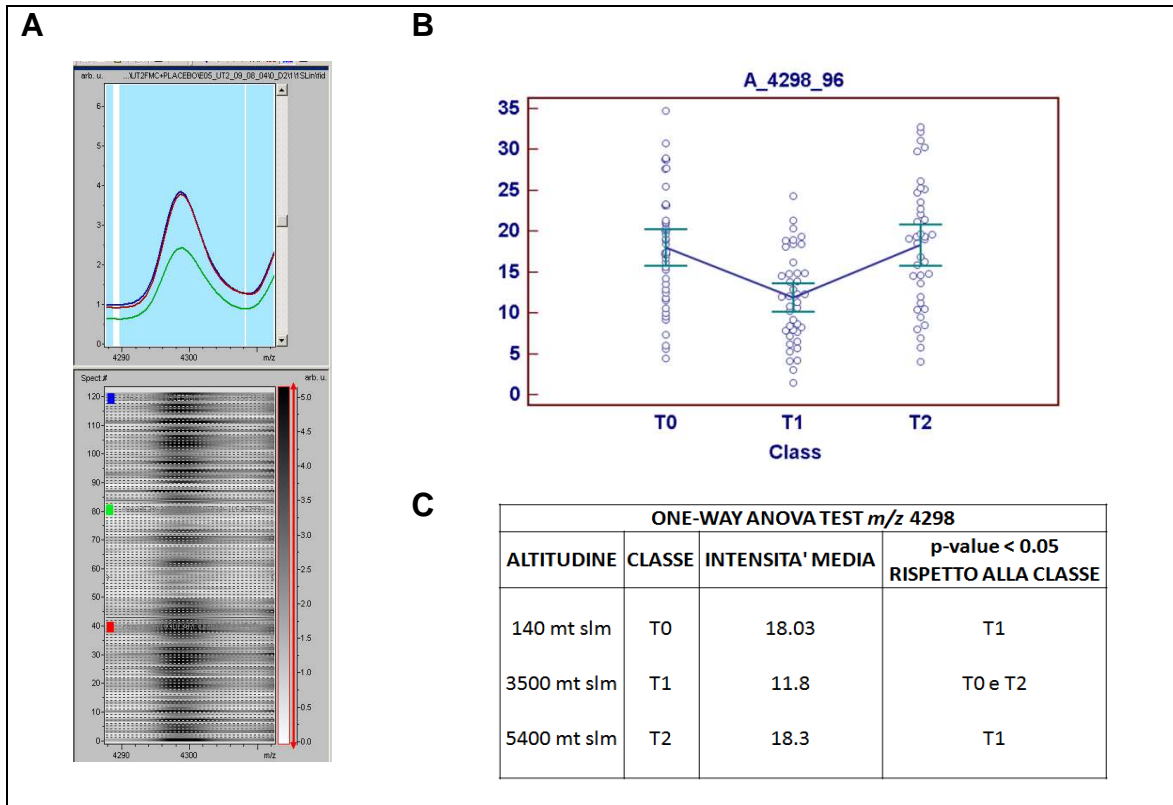 A
B
arb. u.
...\UT2FMC+PLACEBO\E05_UT2_09_08_04\0_D2\1\1SLin\fid
6
5
4
3
2
1
0
4290
4300
m/z
Spect.#
arb. u.
120
110
100
90
80
70
60
50
40
30
20
10
0
5.0
4.5
4.0
3.5
3.0
2.5
2.0
1.5
1.0
0.5
0.0
4290
4300
m/z
A_4298_96
35
30
25
20
15
10
5
0
T0
T1
T2
Class
C
ONE-WAY ANOVA TEST m/z 4298
ALTITUDINE CLASSE INTENSITA' MEDIA p-value < 0.05
RISPETTO ALLA CLASSE
140 mt slm T0 18.03 T1
3500 mt slm T1 11.8 T0 e T2
5400 mt slm T2 18.3 T1